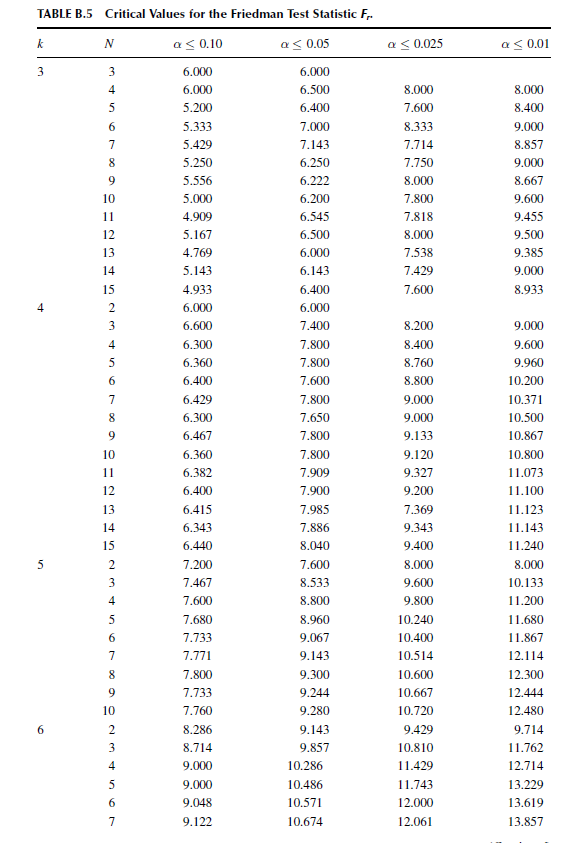 TABLE B.5 Critical Values for the Friedman Test Statistic Fr.
k N α ≤ 0.10 α ≤ 0.05 α ≤ 0.025 α ≤ 0.01
3 3 6.000 6.000
4 6.000 6.500 8.000 8.000
5 5.200 6.400 7.600 8.400
6 5.333 7.000 8.333 9.000
7 5.429 7.143 7.714 8.857
8 5.250 6.250 7.750 9.000
9 5.556 6.222 8.000 8.667
10 5.000 6.200 7.800 9.600
11 4.909 6.545 7.818 9.455
12 5.167 6.500 8.000 9.500
13 4.769 6.000 7.538 9.385
14 5.143 6.143 7.429 9.000
15 4.933 6.400 7.600 8.933
4 2 6.000 6.000
3 6.600 7.400 8.200 9.000
4 6.300 7.800 8.400 9.600
5 6.360 7.800 8.760 9.960
6 6.400 7.600 8.800 10.200
7 6.429 7.800 9.000 10.371
8 6.300 7.650 9.000 10.500
9 6.467 7.800 9.133 10.867
10 6.360 7.800 9.120 10.800
11 6.382 7.909 9.327 11.073
12 6.400 7.900 9.200 11.100
13 6.415 7.985 7.369 11.123
14 6.343 7.886 9.343 11.143
15 6.440 8.040 9.400 11.240
5 2 7.200 7.600 8.000 8.000
3 7.467 8.533 9.600 10.133
4 7.600 8.800 9.800 11.200
5 7.680 8.960 10.240 11.680
6 7.733 9.067 10.400 11.867
7 7.771 9.143 10.514 12.114
8 7.800 9.300 10.600 12.300
9 7.733 9.244 10.667 12.444
10 7.760 9.280 10.720 12.480
6 2 8.286 9.143 9.429 9.714
3 8.714 9.857 10.810 11.762
4 9.000 10.286 11.429 12.714
5 9.000 10.486 11.743 13.229
6 9.048 10.571 12.000 13.619
7 9.122 10.674 12.061 13.857